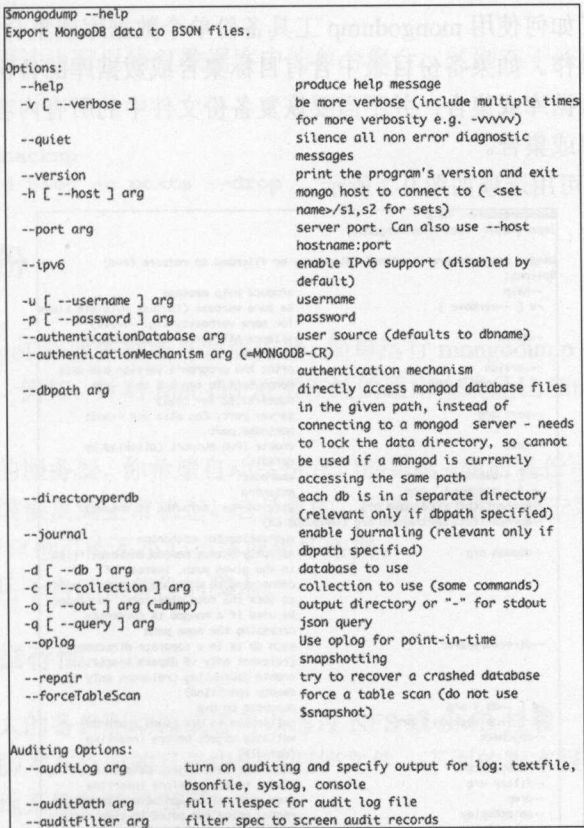 $mongodump --help
Export MongoDB data to BSON files.
Options:
--help produce help message
-v [ --verbose ] be more verbose (include multiple times
for more verbosity e.g. -vvvvv)
--quiet silence all non error diagnostic
messages
--version print the program's version and exit
-h [ --host ] arg mongo host to connect to ( <set
name>/s1,s2 for sets)
--port arg server port. Can also use --host
hostname:port
--ipv6 enable IPv6 support (disabled by
default)
-u [ --username ] arg username
-p [ --password ] arg password
--authenticationDatabase arg user source (defaults to dbname)
--authenticationMechanism arg (=MONGODB-CR)
authentication mechanism
--dbpath arg directly access mongod database files
in the given path, instead of
connecting to a mongod server - needs
to lock the data directory, so cannot
be used if a mongod is currently
accessing the same path
--directoryperdb each db is in a separate directory
(relevant only if dbpath specified)
--journal enable journaling (relevant only if
dbpath specified)
-d [ --db ] arg database to use
-c [ --collection ] arg collection to use (some commands)
-o [ --out ] arg (=dump) output directory or "-" for stdout
-q [ --query ] arg json query
--oplog Use oplog for point-in-time
snapshotting
--repair try to recover a crashed database
--forceTableScan force a table scan (do not use
$snapshot)
Auditing Options:
--auditLog arg turn on auditing and specify output for log: textfile,
bsonfile, syslog, console
--auditPath arg full filespec for audit log file
--auditFilter arg filter spec to screen audit records